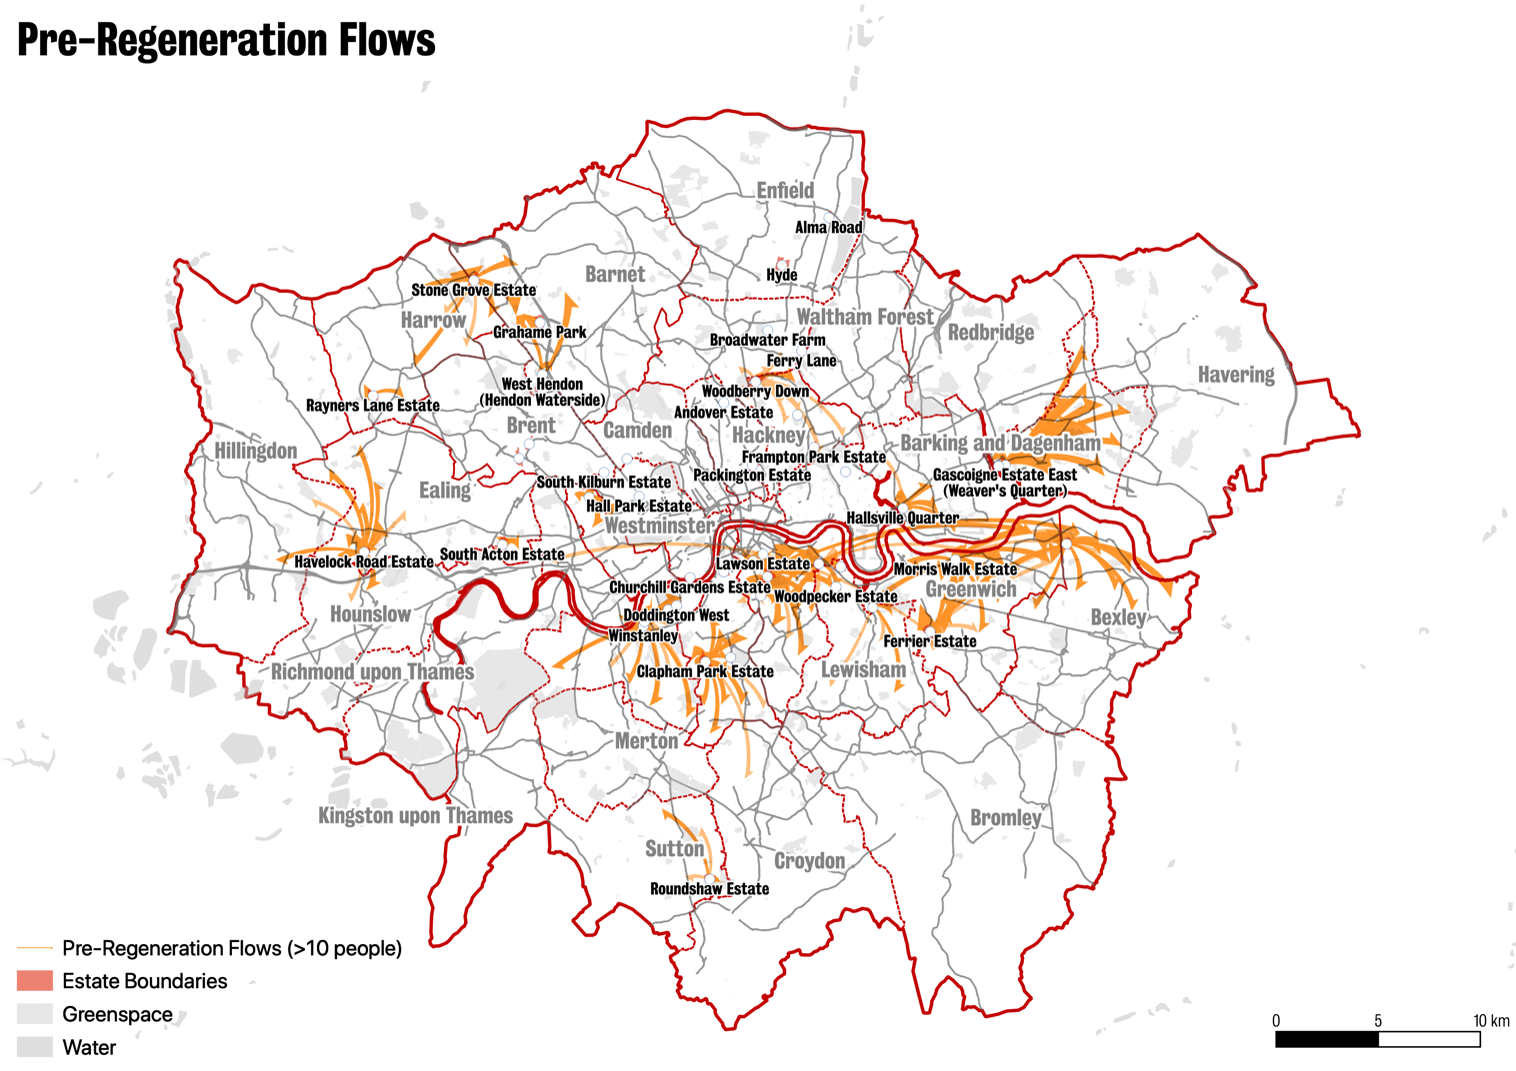 Pre-Regeneration Flows
Enfield
Alma Road
Barnet
Hyde
Stone Grove Estate
Harrow
Waltham Forest
Redbridge
Grahame Park
Broadwater Farm
Ferry Lane
Havering
West Hendon
(Hendon Waterside)
Woodberry Down
Rayners Lane Estate
Andover Estate
Brent
Camden
Hackney
Barking and Dagenham
Hillingdon
Frampton Park Estate
Packington Estate
Gascoigne Estate East
(Weaver's Quarter)
South Kilburn Estate
Ealing
Hall Park Estate
Hallsville Quarter
Westminster
South Acton Estate
Havelock Road Estate
Lawson Estate
Morris Walk Estate
Churchill Gardens Estate
Woodpecker Estate
Greenwich
Hounslow
Doddington West
Bexley
Winstanley
Ferrier Estate
Richmond upon Thames
Clapham Park Estate
Lewisham
Merton
Kingston upon Thames
Bromley
Sutton
Croydon
Roundshaw Estate
Pre-Regeneration Flows (>10 people)
Estate Boundaries
Greenspace
Water
0 5 10 km